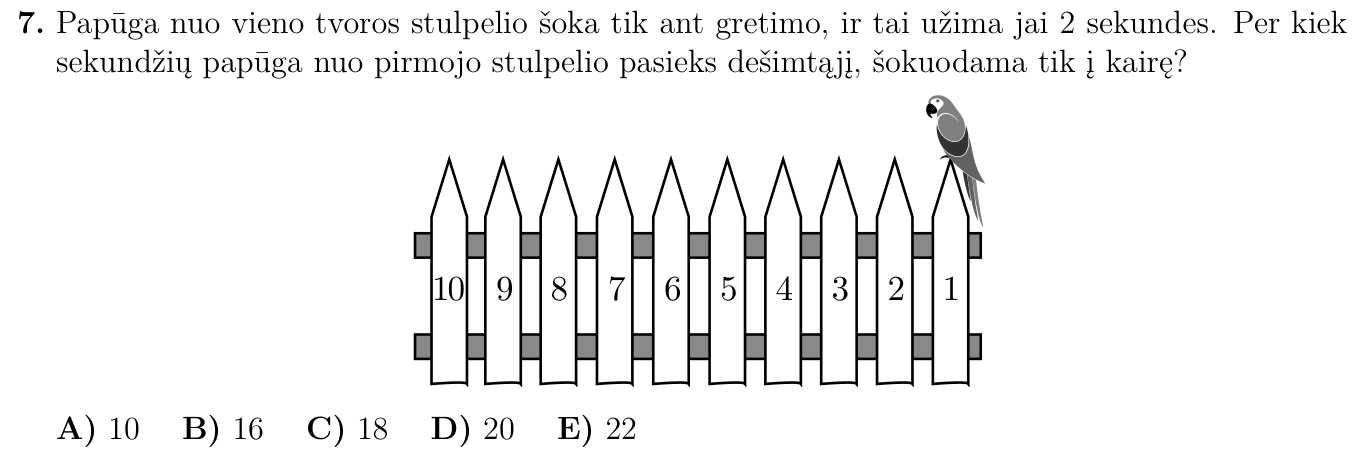 7. Papūga nuo vieno tvoros stulpelio šoka tik ant gretimo, ir tai užima jai 2 sekundes. Per kiek
sekundžių papūga nuo pirmojo stulpelio pasieks dešimtąjį, šokuodama tik į kairę?
10 9 8 7 6 5 4 3 2 1
A) 10 B) 16 C) 18 D) 20 E) 22